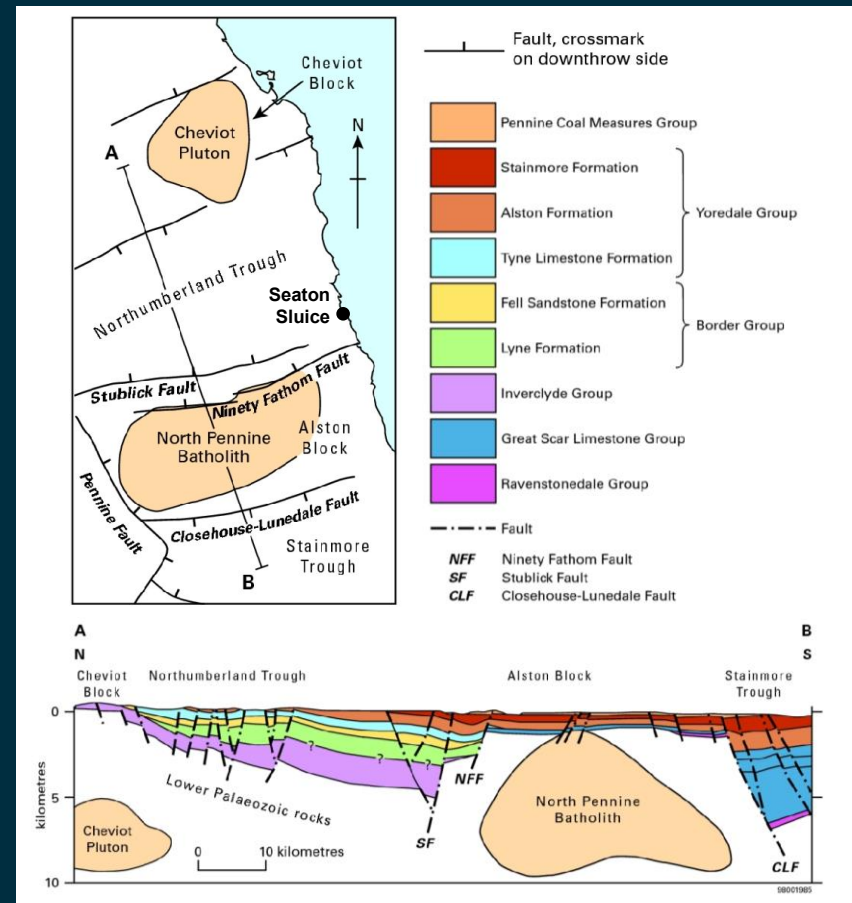 Cheviot
Block
Cheviot
Pluton
A
N
Northumberland Trough
Seaton
Sluice
Stublick Fault
Ninety Fathom Fault
North Pennine
Batholith
Alston
Block
Pennine Fault
Closehouse-Lunedale Fault
Stainmore
Trough
B
Fault, crossmark
on downthrow side
Pennine Coal Measures Group
Stainmore Formation
Alston Formation
Yoredale Group
Tyne Limestone Formation
Fell Sandstone Formation
Border Group
Lyne Formation
Inverclyde Group
Great Scar Limestone Group
Ravenstonedale Group
Fault
NFF Ninety Fathom Fault
SF Stublick Fault
CLF Closehouse-Lunedale Fault
A B
N S
Cheviot
Block
Northumberland Trough
Alston Block
Stainmore
Trough
0
5
10
kilometres
?
?
?
Lower Palaeozoic rocks
NFF
SF
CLF
North Pennine
Batholith
Cheviot
Pluton
0 10 kilometres
98001985